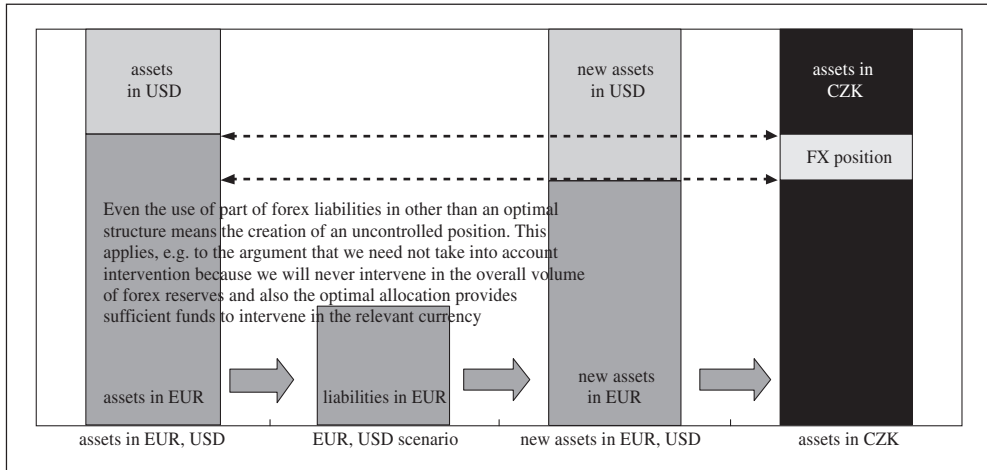 assets
in USD
new assets
in USD
assets in
CZK
FX position
Even the use of part of forex liabilities in other than an optimal
structure means the creation of an uncontrolled position. This
applies, e.g. to the argument that we need not take into account
intervention because we will never intervene in the overall volume
of forex reserves and also the optimal allocation provides
sufficient funds to intervene in the relevant currency
assets in EUR
liabilities in EUR
new assets
in EUR
assets in EUR, USD
EUR, USD scenario
new assets in EUR, USD
assets in CZK